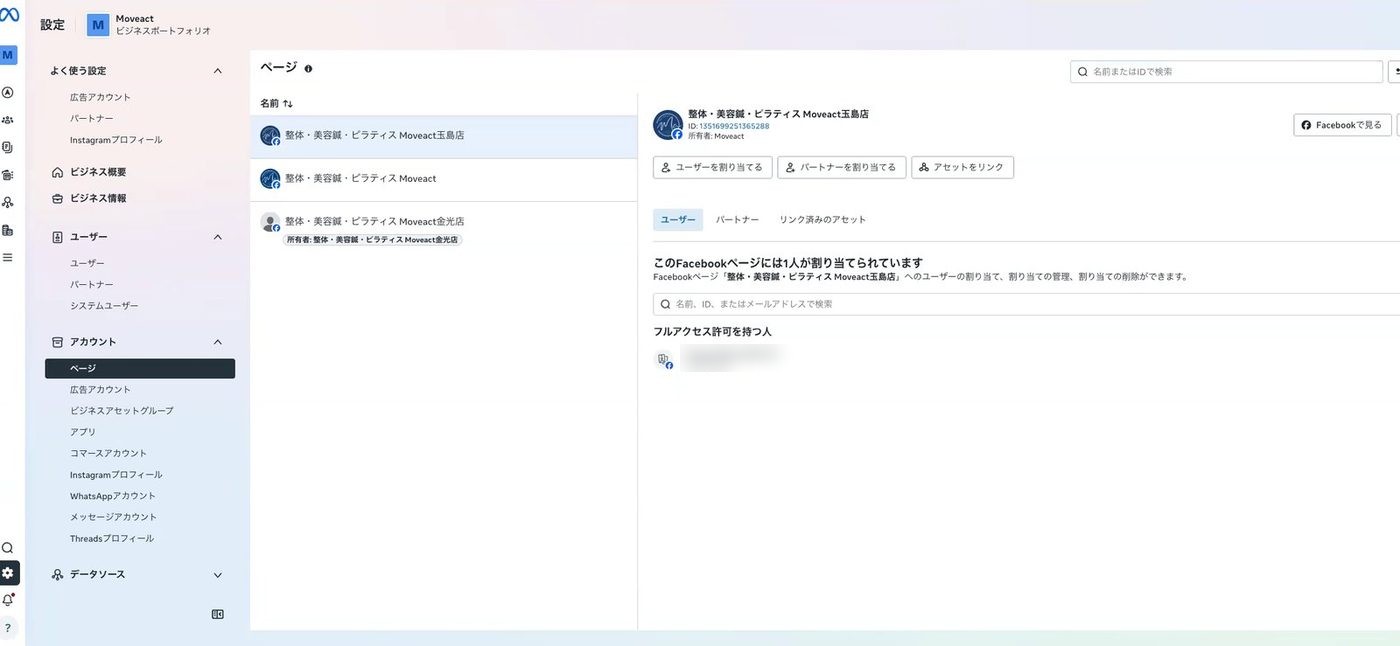 設定
M
Moveact
ビジネスポートフォリオ
M
よく使う設定
広告アカウント
パートナー
Instagramプロフィール
ビジネス概要
ビジネス情報
ユーザー
ユーザー
パートナー
システムユーザー
アカウント
ページ
広告アカウント
ビジネスアセットグループ
アプリ
コマースアカウント
Instagramプロフィール
WhatsAppアカウント
メッセージアカウント
Threadsプロフィール
データソース
ページ
名前またはIDで検索
名前
整体・美容鍼・ピラティス Moveact玉島店
整体・美容鍼・ピラティス Moveact
整体・美容鍼・ピラティス Moveact金光店
所有者: 整体・美容鍼・ピラティス Moveact金光店
整体・美容鍼・ピラティス Moveact玉島店
ID: 1351699251365288
所有者: Moveact
Facebookで見る
ユーザーを割り当てる
パートナーを割り当てる
アセットをリンク
ユーザー
パートナー
リンク済みのアセット
このFacebookページには1人が割り当てられています
Facebookページ「整体・美容鍼・ピラティス Moveact玉島店」へのユーザーの割り当て、割り当ての管理、割り当ての削除ができます。
名前、ID、またはメールアドレスで検索
フルアクセス許可を持つ人